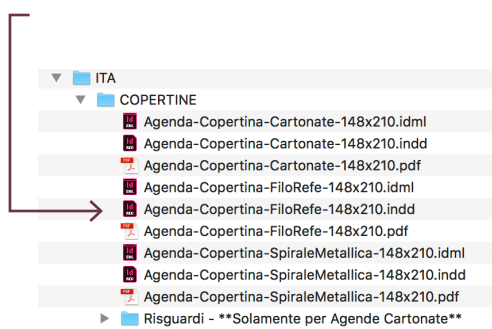 ITA
COPERTINE
Agenda-Copertina-Cartonate-148x210.idml
Agenda-Copertina-Cartonate-148x210.indd
Agenda-Copertina-Cartonate-148x210.pdf
Agenda-Copertina-FiloRefe-148x210.idml
Agenda-Copertina-FiloRefe-148x210.indd
Agenda-Copertina-FiloRefe-148x210.pdf
Agenda-Copertina-SpiraleMetallica-148x210.idml
Agenda-Copertina-SpiraleMetallica-148x210.indd
Agenda-Copertina-SpiraleMetallica-148x210.pdf
Risguardi - **Solamente per Agende Cartonate**